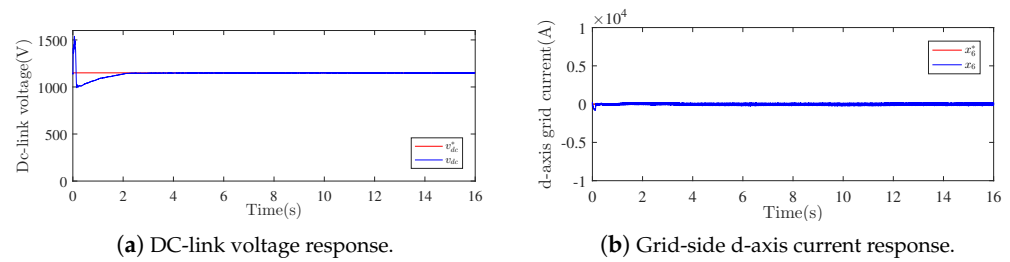 Dc-link voltage(V)
1500
1000
500
0
0 2 4 6 8 10 12 14 16
Time(s)
v*dc
vdc
(a) DC-link voltage response.
×10⁴
d-axis grid current(A)
1
0.5
0
-0.5
-1
0 2 4 6 8 10 12 14 16
Time(s)
x*6
x6
(b) Grid-side d-axis current response.